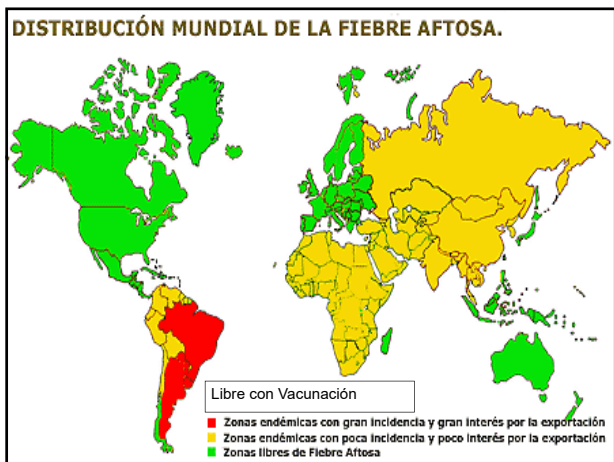 DISTRIBUCIÓN MUNDIAL DE LA FIEBRE AFTOSA.
Libre con Vacunación
Zonas endémicas con gran incidencia y gran interés por la exportación
Zonas endémicas con poca incidencia y poco interés por la exportación
Zonas libres de Fiebre Aftosa